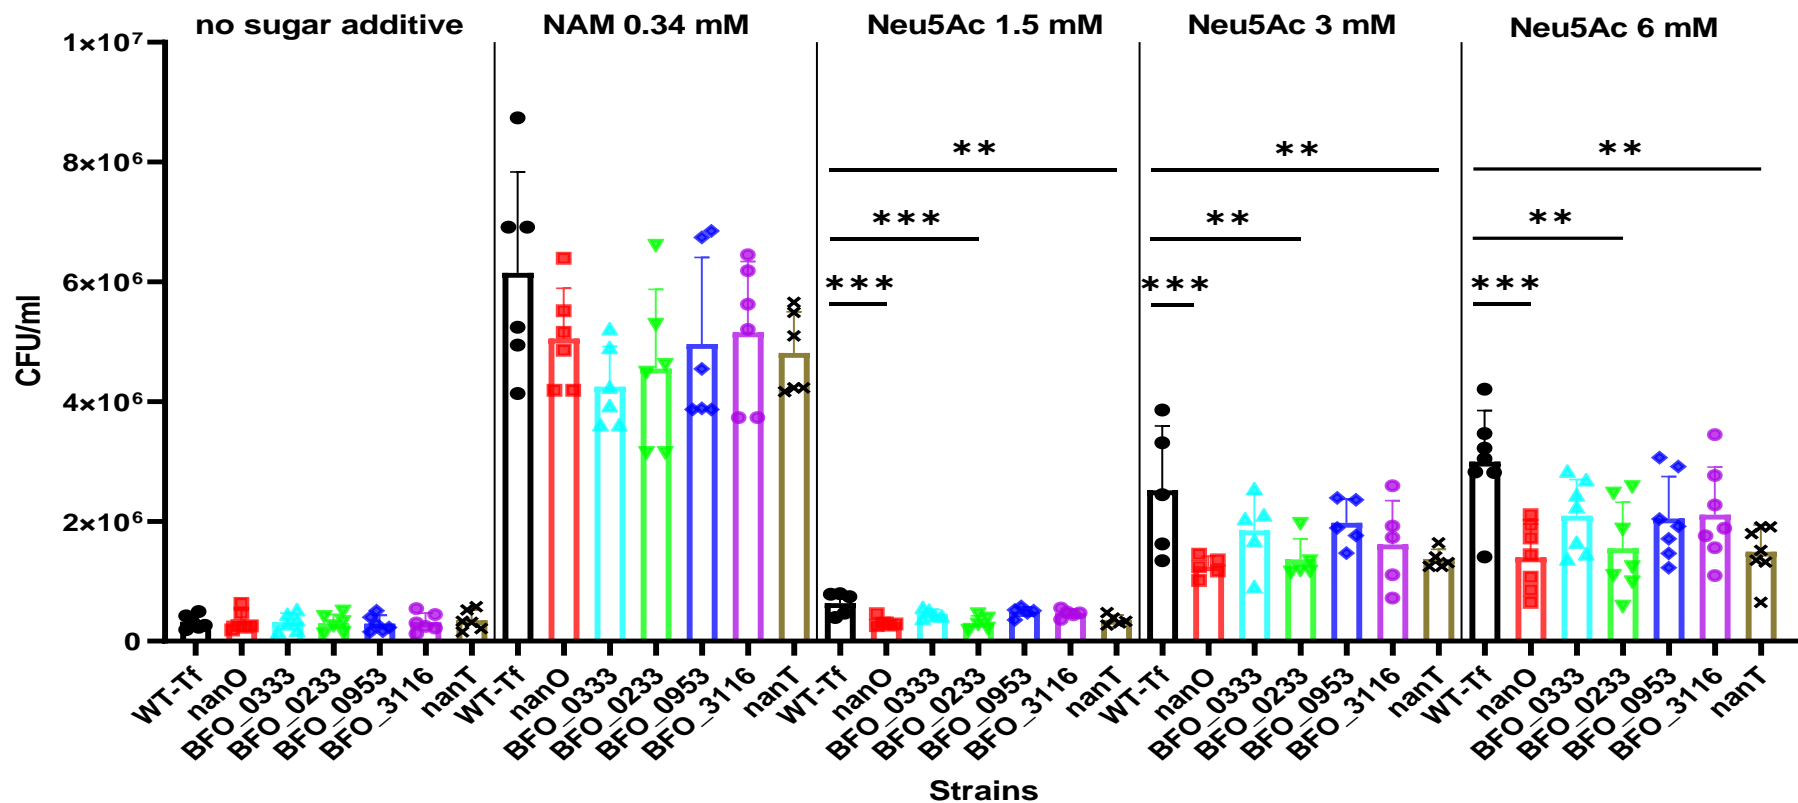 no sugar additive NAM 0.34 mM Neu5Ac 1.5 mM Neu5Ac 3 mM Neu5Ac 6 mM
1×10⁷
8×10⁶
6×10⁶
4×10⁶
2×10⁶
0
CFU/ml
** ** **
*** ** **
*** *** ***
WT-Tf nanO BFO_0333 BFO_0233 BFO_0953 BFO_3116 nanT WT-Tf nanO BFO_0333 BFO_0233 BFO_0953 BFO_3116 nanT WT-Tf nanO BFO_0333 BFO_0233 BFO_0953 BFO_3116 nanT WT-Tf nanO BFO_0333 BFO_0233 BFO_0953 BFO_3116 nanT WT-Tf nanO BFO_0333 BFO_0233 BFO_0953 BFO_3116 nanT
Strains